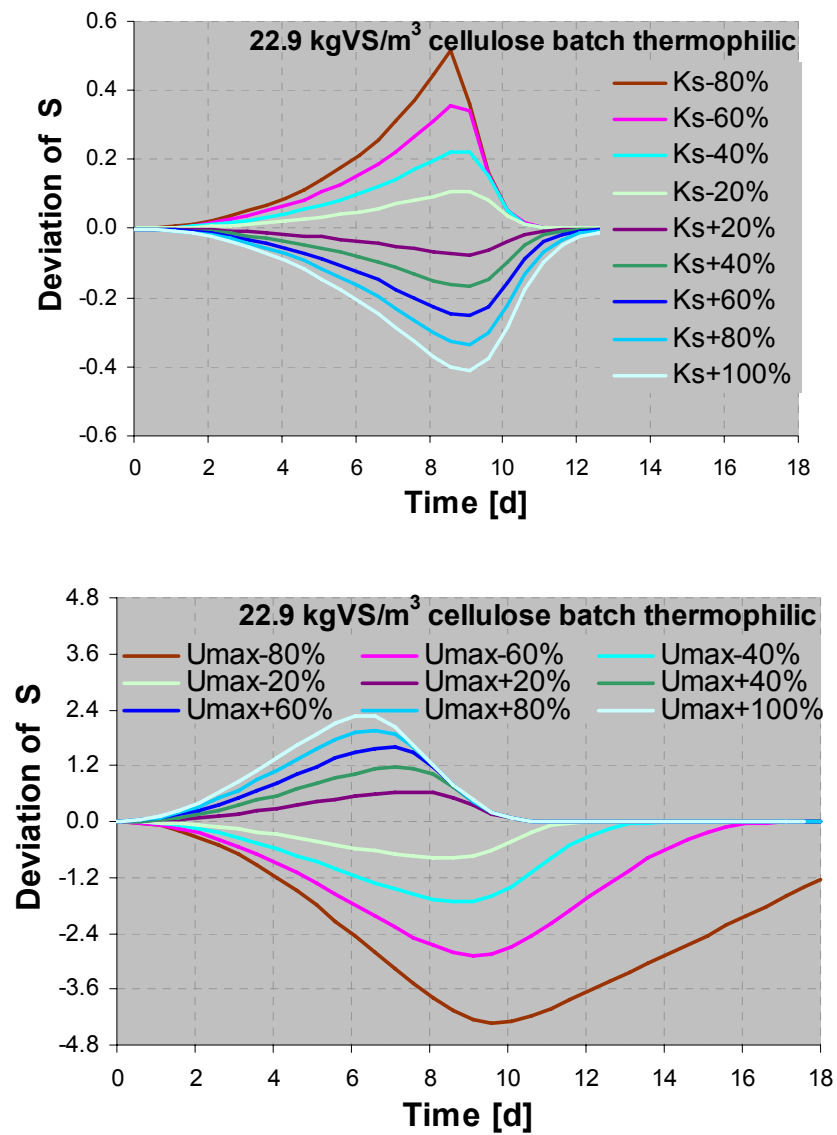 22.9 kgVS/m³ cellulose batch thermophilic
0.6
0.4
0.2
0.0
-0.2
-0.4
-0.6
Deviation of S
Ks-80%
Ks-60%
Ks-40%
Ks-20%
Ks+20%
Ks+40%
Ks+60%
Ks+80%
Ks+100%
0 2 4 6 8 10 12 14 16 18
Time [d]
22.9 kgVS/m³ cellulose batch thermophilic
4.8
3.6
2.4
1.2
0.0
-1.2
-2.4
-3.6
-4.8
Deviation of S
Umax-80% Umax-60% Umax-40%
Umax-20% Umax+20% Umax+40%
Umax+60% Umax+80% Umax+100%
0 2 4 6 8 10 12 14 16 18
Time [d]